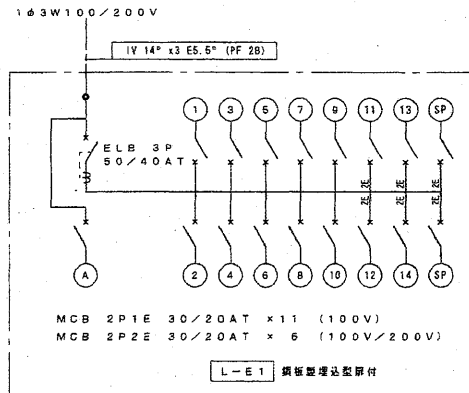 1φ3W100/200V
IV 14° x3 E5.5° (PF 28)
1 3 5 7 9 11 13 SP
ELB 3P
50/40AT
2E 2E 2E
2E 2E 2E
A 2 4 6 8 10 12 14 SP
MCB 2P1E 30/20AT ×11 (100V)
MCB 2P2E 30/20AT × 6 (100V/200V)
L-E1 鋼板製埋込型扉付